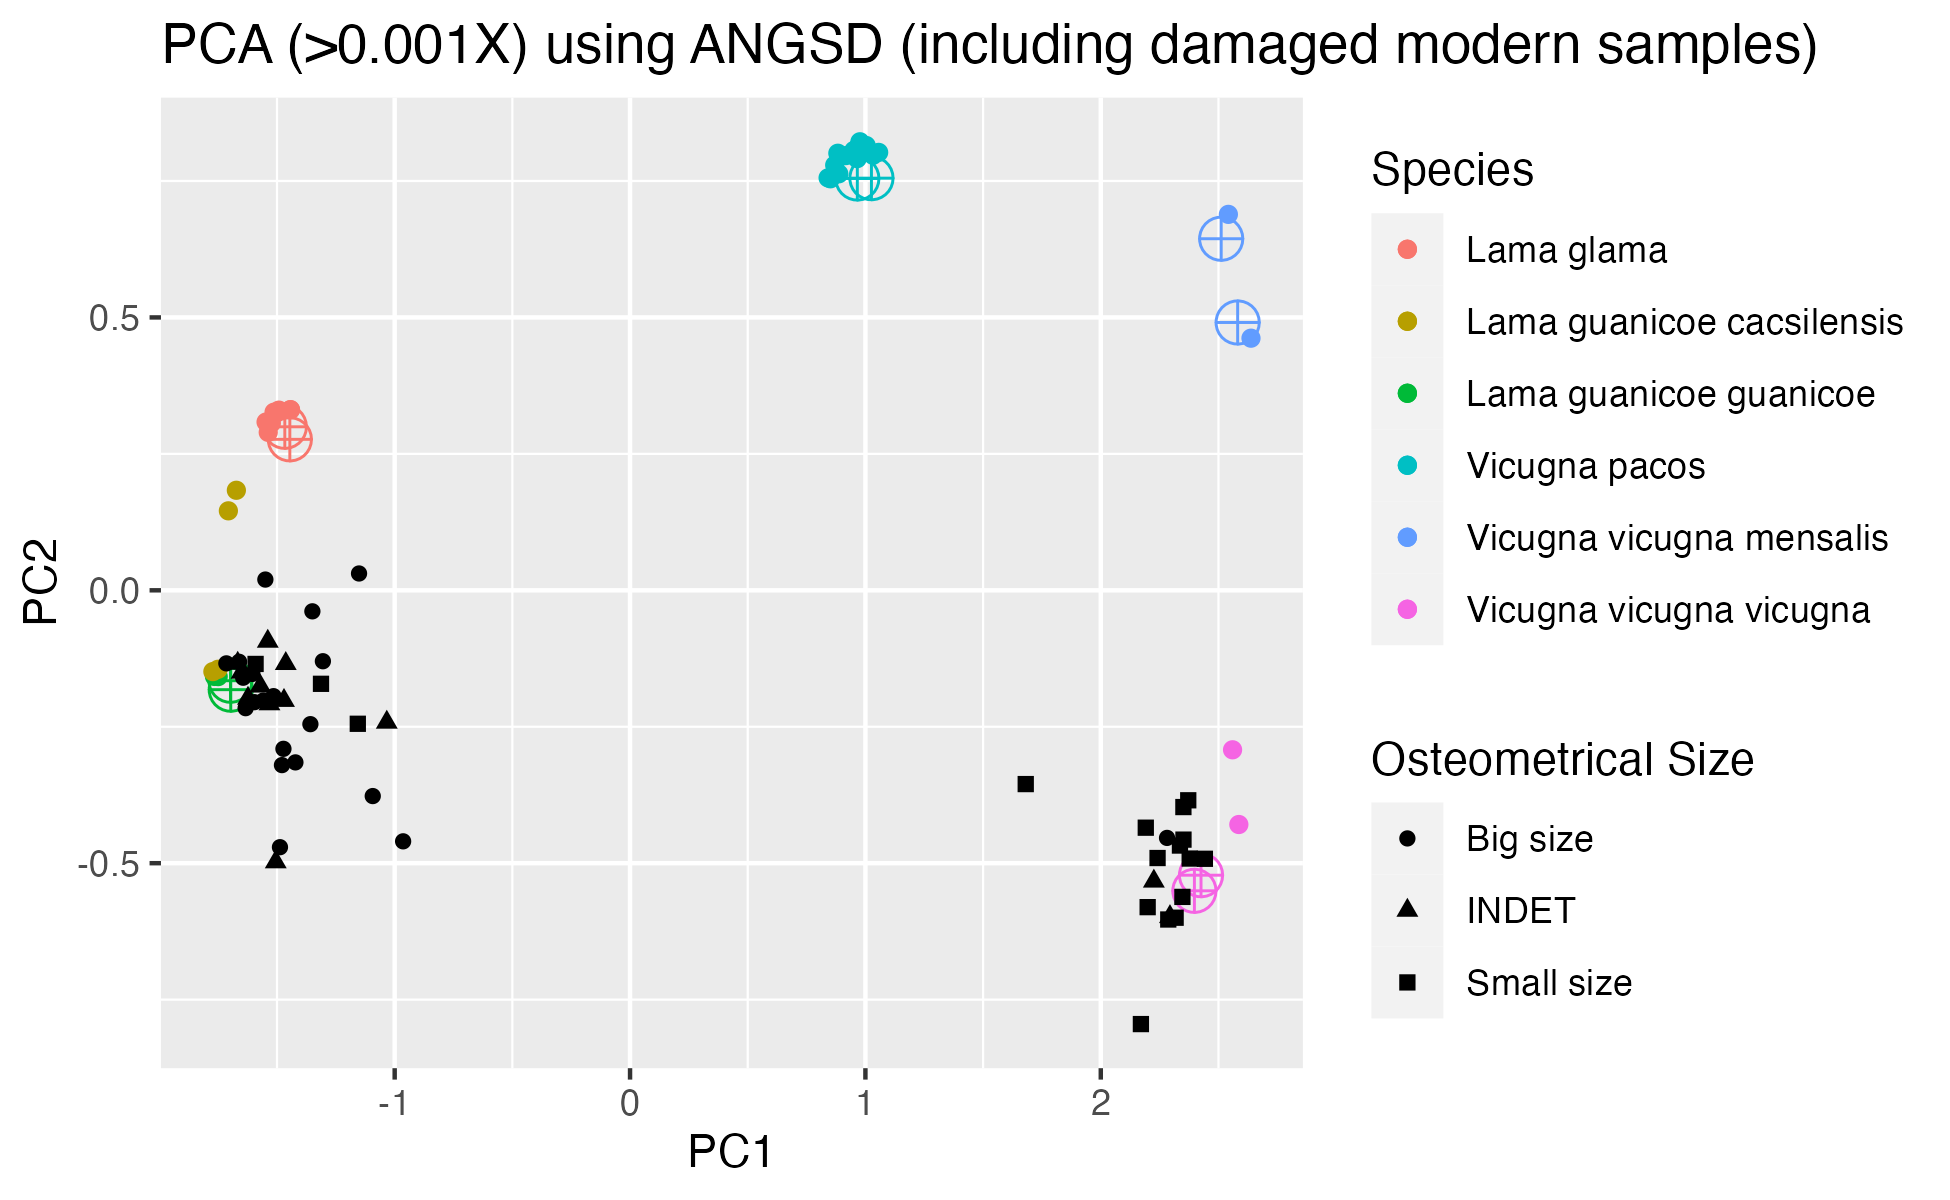 PCA (>0.001X) using ANGSD (including damaged modern samples)
PC2
0.5
0.0
-0.5
-1
0
1
2
PC1
Species
Lama glama
Lama guanicoe cacsilensis
Lama guanicoe guanicoe
Vicugna pacos
Vicugna vicugna mensalis
Vicugna vicugna vicugna
Osteometrical Size
Big size
INDET
Small size